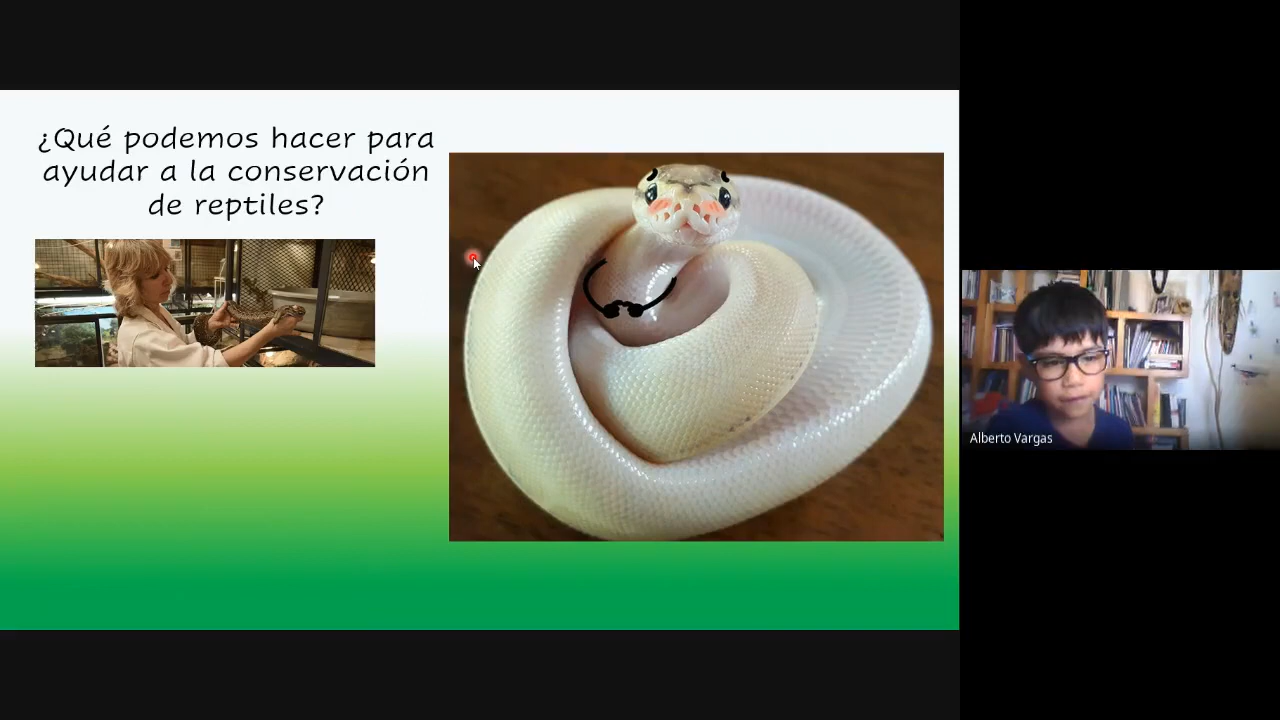 ¿Qué podemos hacer para
ayudar a la conservación
de reptiles?
Alberto Vargas